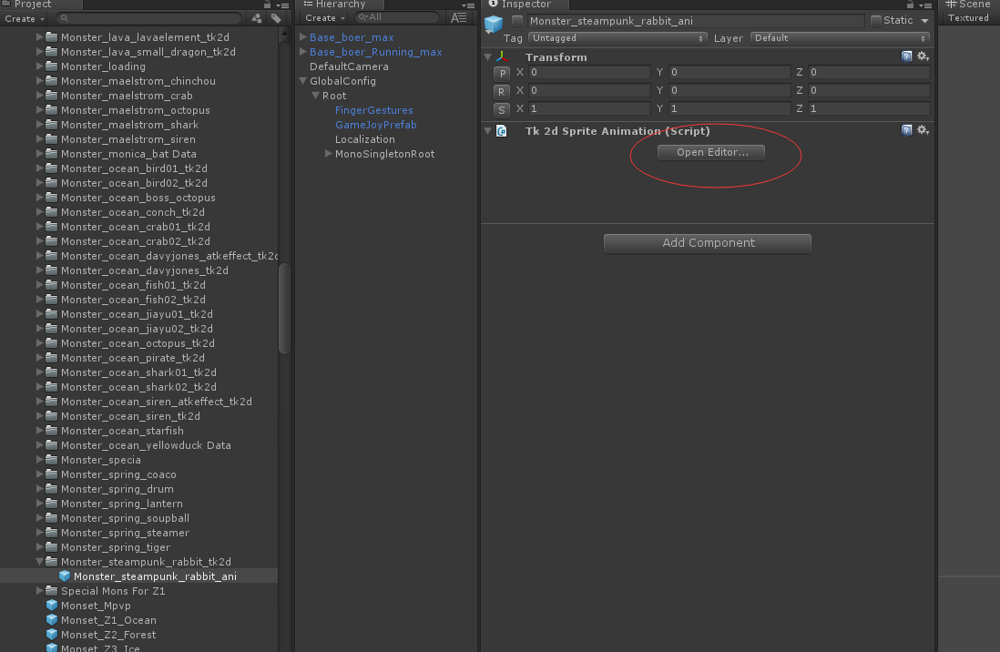 Project
Create
Monster_lava_lavaelement_tk2d
Monster_lava_small_dragon_tk2d
Monster_loading
Monster_maelstrom_chinchou
Monster_maelstrom_crab
Monster_maelstrom_octopus
Monster_maelstrom_shark
Monster_maelstrom_siren
Monster_monica_bat Data
Monster_ocean_bird01_tk2d
Monster_ocean_bird02_tk2d
Monster_ocean_boss_octopus
Monster_ocean_conch_tk2d
Monster_ocean_crab01_tk2d
Monster_ocean_crab02_tk2d
Monster_ocean_davyjones_atkeffect_tk2d
Monster_ocean_davyjones_tk2d
Monster_ocean_fish01_tk2d
Monster_ocean_fish02_tk2d
Monster_ocean_jiayu01_tk2d
Monster_ocean_jiayu02_tk2d
Monster_ocean_octopus_tk2d
Monster_ocean_pirate_tk2d
Monster_ocean_shark01_tk2d
Monster_ocean_shark02_tk2d
Monster_ocean_siren_atkeffect_tk2d
Monster_ocean_siren_tk2d
Monster_ocean_starfish
Monster_ocean_yellowduck Data
Monster_specia
Monster_spring_coaco
Monster_spring_drum
Monster_spring_lantern
Monster_spring_soupball
Monster_spring_steamer
Monster_spring_tiger
Monster_steampunk_rabbit_tk2d
Monster_steampunk_rabbit_ani
Special Mons For Z1
Monset_Mpvp
Monset_Z1_Ocean
Monset_Z2_Forest
Monset_Z3_Ice
Hierarchy
Create All
Base_boer_max
Base_boer_Running_max
DefaultCamera
GlobalConfig
Root
FingerGestures
GameJoyPrefab
Localization
MonoSingletonRoot
Inspector
Monster_steampunk_rabbit_ani Static
Tag Untagged Layer Default
Transform
P X 0 Y 0 Z 0
R X 0 Y 0 Z 0
S X 1 Y 1 Z 1
Tk 2d Sprite Animation (Script)
Open Editor...
Add Component
Scene
Textured